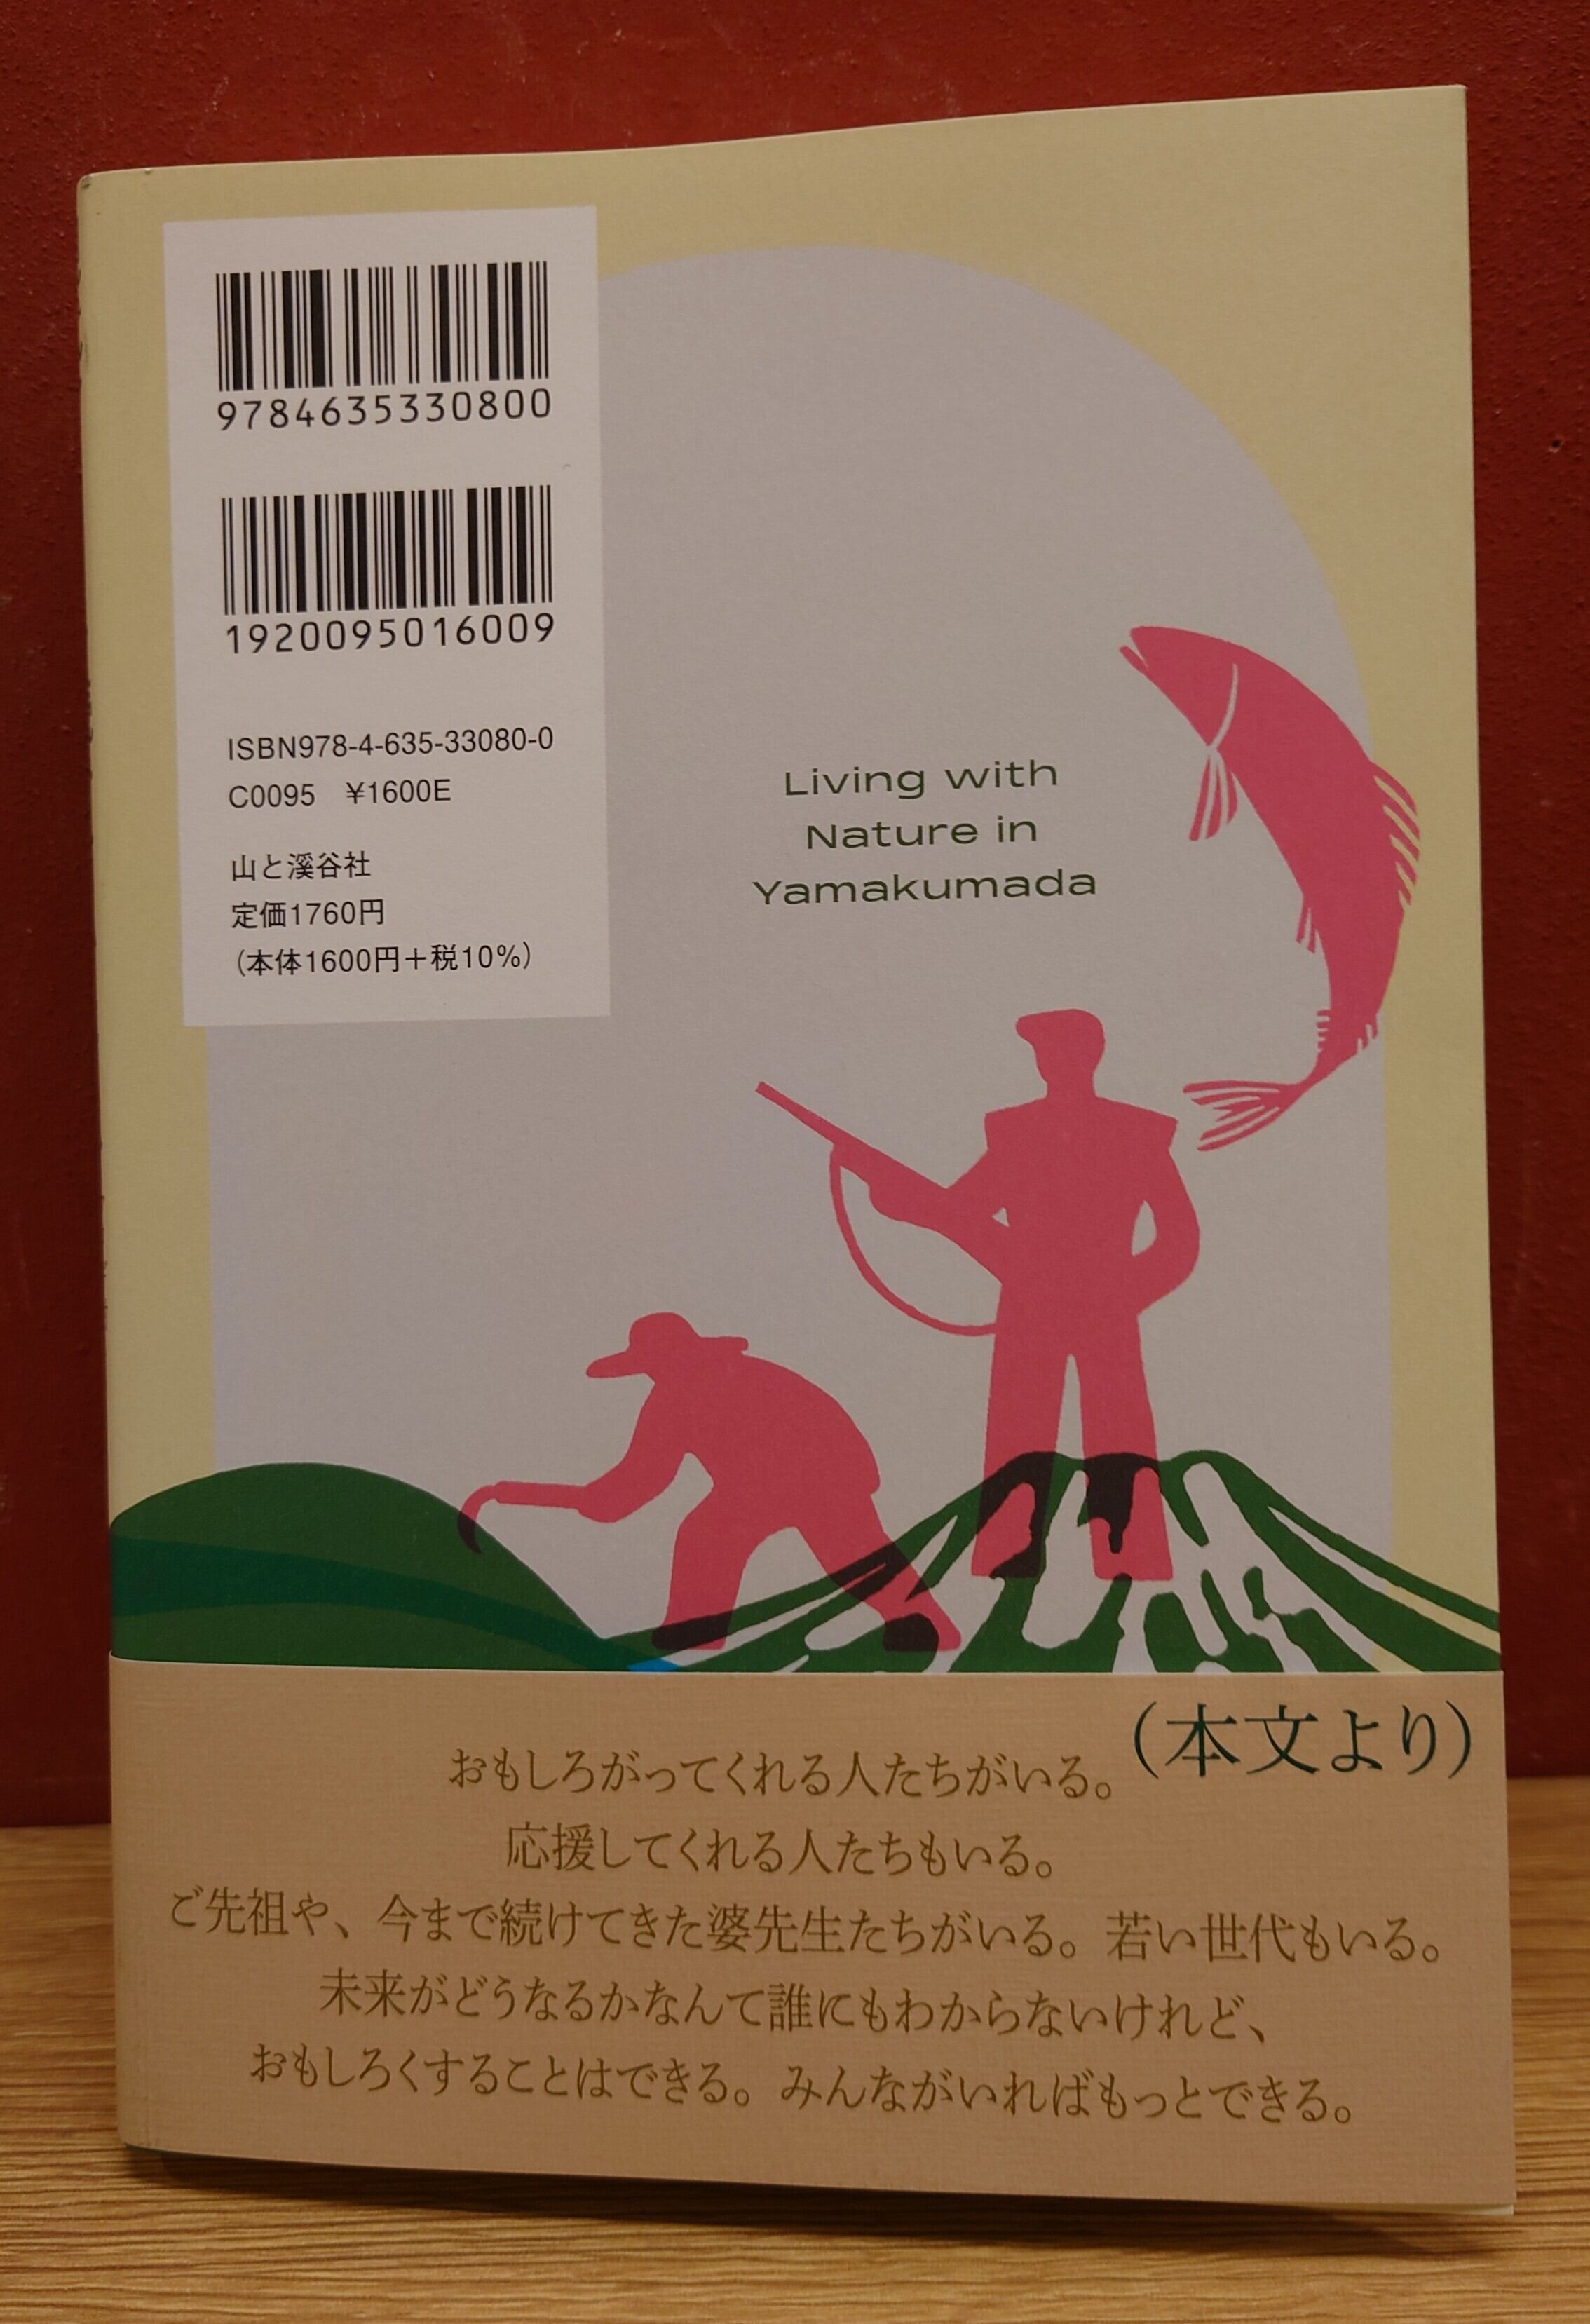 9784635330800
1920095016009
ISBN978-4-635-33080-0
C0095 ¥1600E
山と溪谷社
定価1760円
(本体1600円+税10%)
Living with
Nature in
Yamakumada
(本文より)
おもしろがってくれる人たちがいる。
応援してくれる人たちもいる。
ご先祖や、今まで続けてきた婆先生たちがいる。若い世代もいる。
未来がどうなるかなんて誰にもわからないけれど、
おもしろくすることはできる。みんながいればもっとできる。